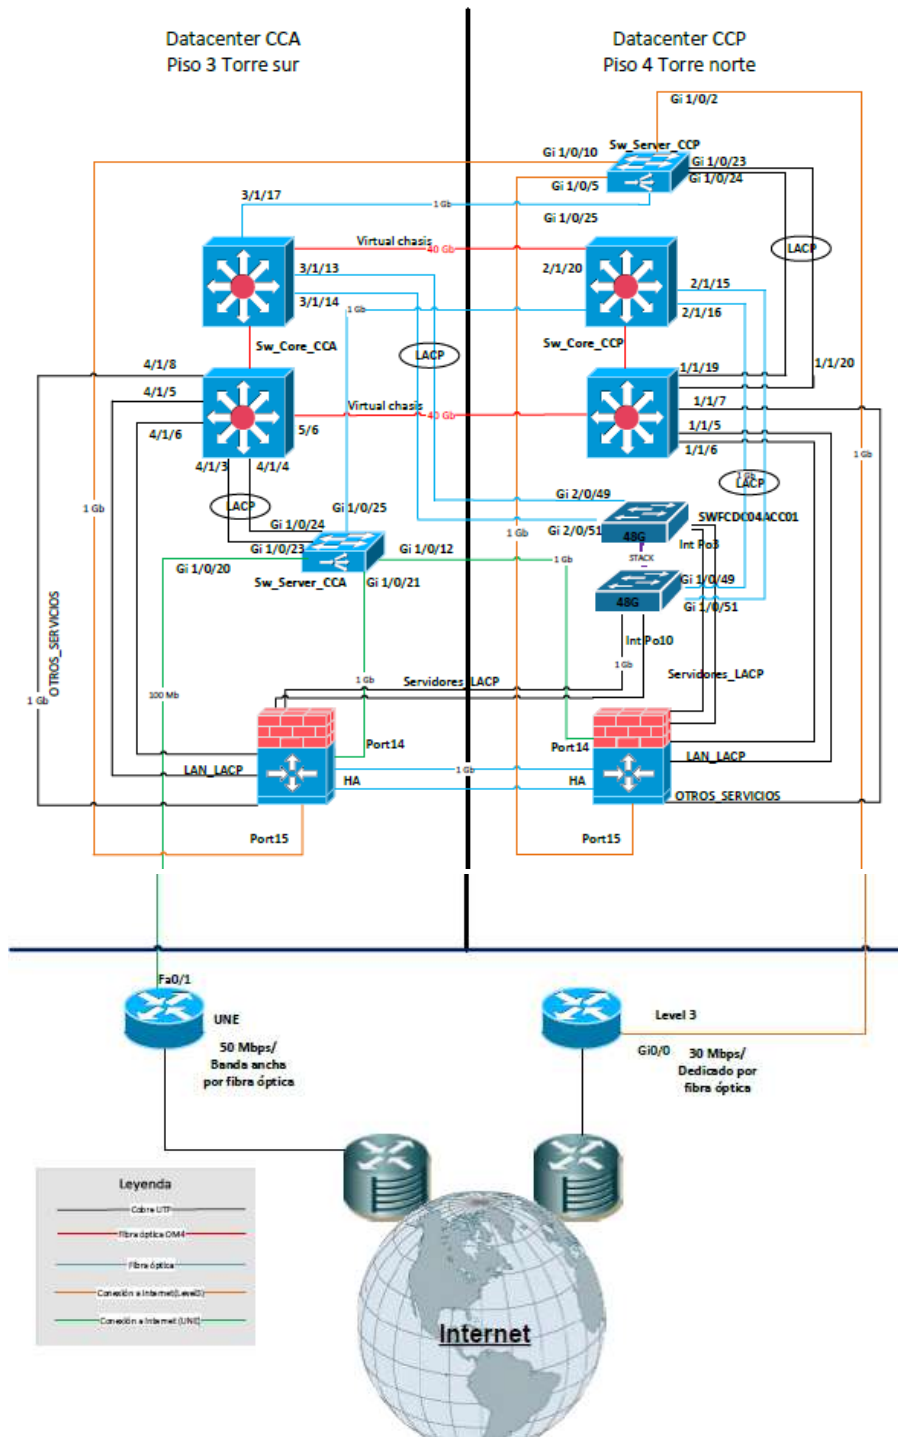 Datacenter CCA
Piso 3 Torre sur
Datacenter CCP
Piso 4 Torre norte
Gi 1/0/2
Sw_Server_CCP
Gi 1/0/10
Gi 1/0/23
Gi 1/0/24
Gi 1/0/5
3/1/17
1 Gb
Gi 1/0/25
Virtual chasis
40 Gb
LACP
3/1/13
2/1/20
2/1/15
3/1/14
1 Gb
2/1/16
Sw_Core_CCA
Sw_Core_CCP
LACP
4/1/8
1/1/19
1/1/20
4/1/5
Virtual chasis
40 Gb
1/1/7
4/1/6
5/6
1/1/5
1/1/6
1 Gb
4/1/3
4/1/4
1 Gb
LACP
LACP
Gi 2/0/49
1 Gb
1 Gb
Gi 1/0/25
SWFCDC04ACC01
Gi 1/0/24
Gi 2/0/51
48G
Int Po3
Gi 1/0/23
Gi 1/0/12
1 Gb
STACK
Gi 1/0/20
Sw_Server_CCA
Gi 1/0/21
Gi 1/0/49
48G
Gi 1/0/51
Int Po10
OTROS_SERVICIOS
1 Gb
Servidores_LACP
Servidores_LACP
100 Mb
1 Gb
Port14
Port14
LAN_LACP
1 Gb
LAN_LACP
HA
HA
OTROS_SERVICIOS
Port15
Port15
Fa0/1
UNE
Level 3
50 Mbps/
Banda ancha
por fibra óptica
Gi0/0
30 Mbps/
Dedicado por
fibra óptica
Leyenda
Cobre UTP
Fibra óptica OM4
Fibra óptica
Conexión a Internet(Level3)
Conexión a Internet (UNE)
Internet